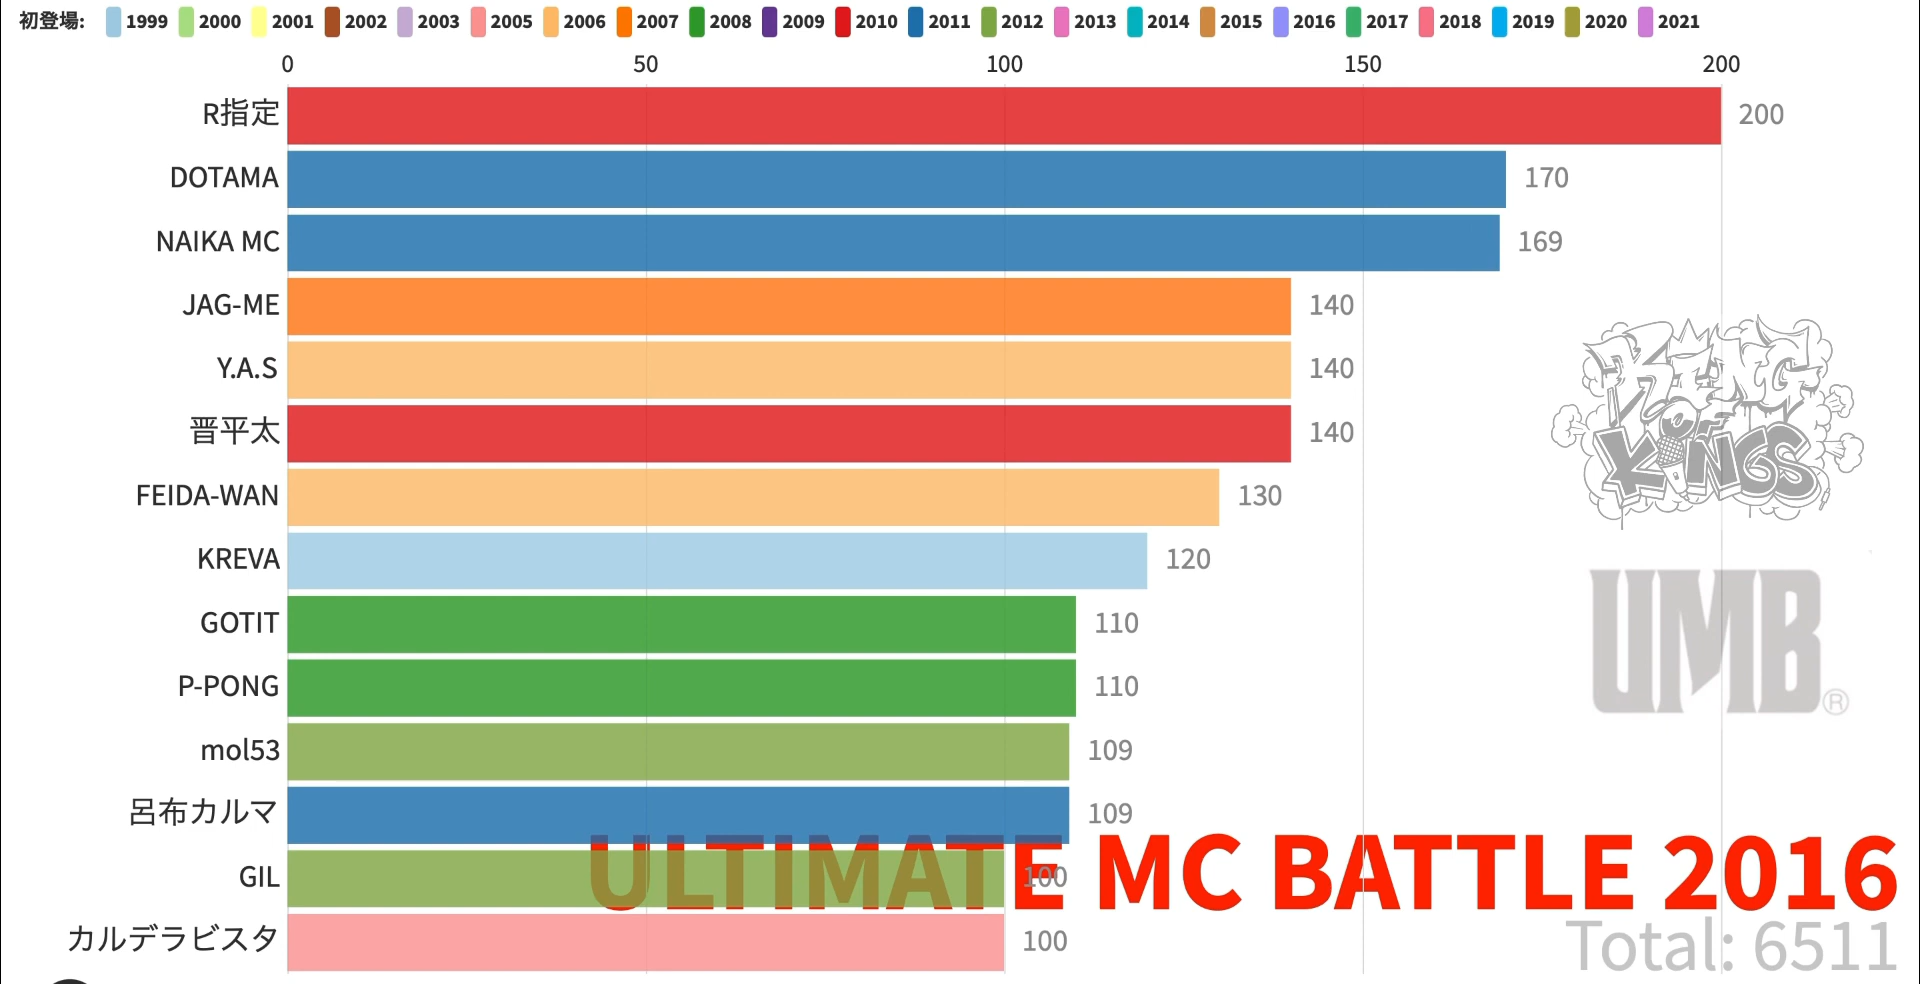 初登場: 1999 2000 2001 2002 2003 2005 2006 2007 2008 2009 2010 2011 2012 2013 2014 2015 2016 2017 2018 2019 2020 2021
0 50 100 150 200
R指定 200
DOTAMA 170
NAIKA MC 169
JAG-ME 140
Y.A.S 140
晋平太 140
FEIDA-WAN 130
KREVA 120
GOTIT 110
P-PONG 110
mol53 109
呂布カルマ 109
GIL 100
カルデラビスタ 100
KING
OF
KINGS
UMB®
ULTIMATE MC BATTLE 2016
Total: 6511